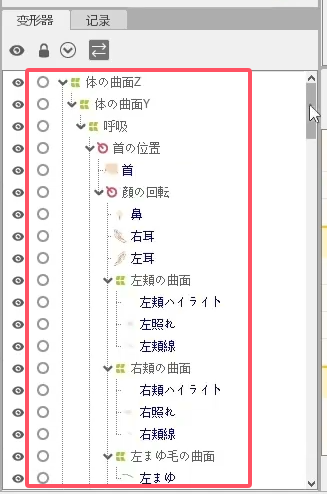 变形器 记录
体の曲面Z
体の曲面Y
呼吸
首の位置
首
顔の回転
鼻
右耳
左耳
左頬の曲面
左頬ハイライト
左照れ
左頬線
右頬の曲面
右頬ハイライト
右照れ
右頬線
左まゆ毛の曲面
左まゆ